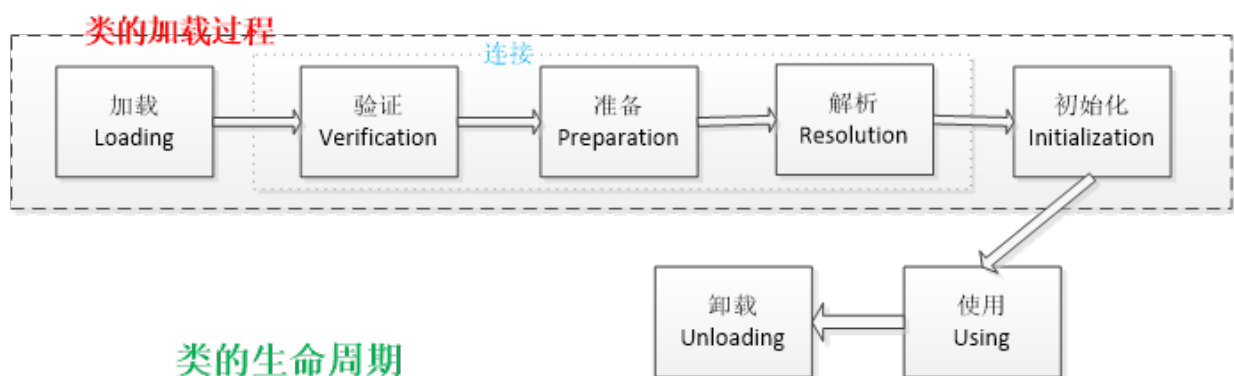 类的加载过程
连接
加载
Loading
验证
Verification
准备
Preparation
解析
Resolution
初始化
Initialization
卸载
Unloading
使用
Using
类的生命周期